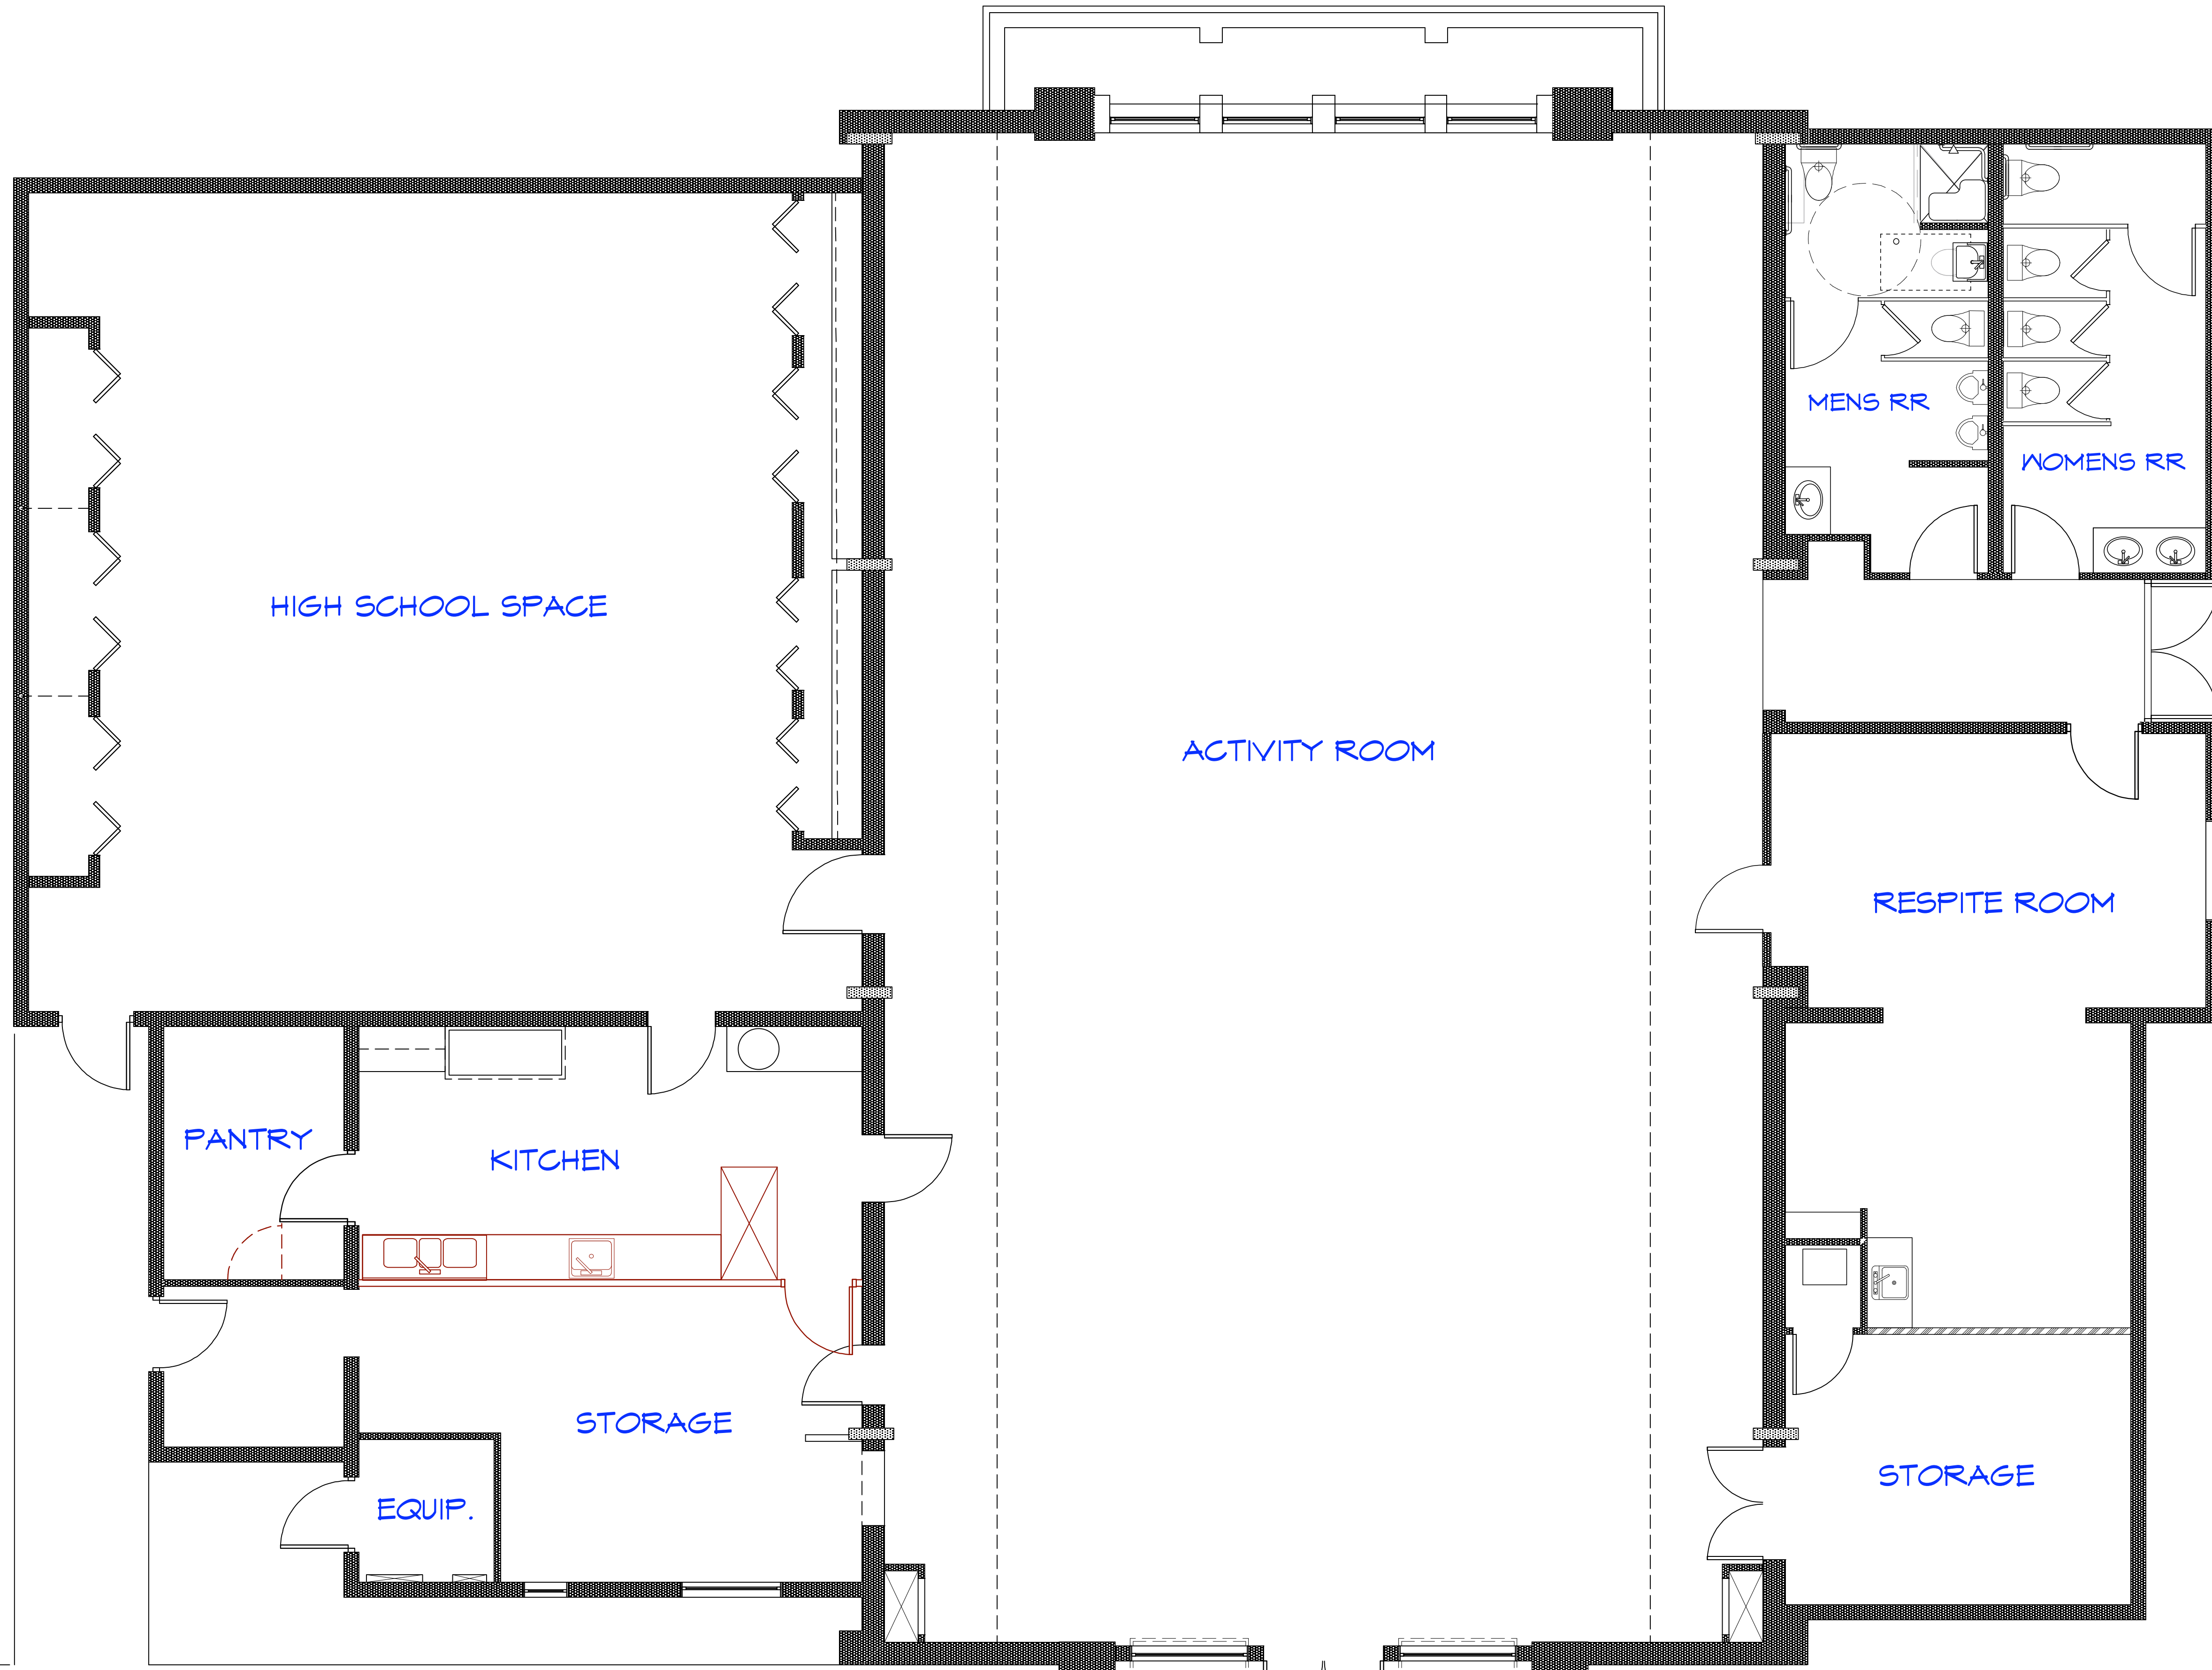 MENS RR
WOMENS RR
HIGH SCHOOL SPACE
ACTIVITY ROOM
RESPITE ROOM
PANTRY
KITCHEN
STORAGE
STORAGE
EQUIP.